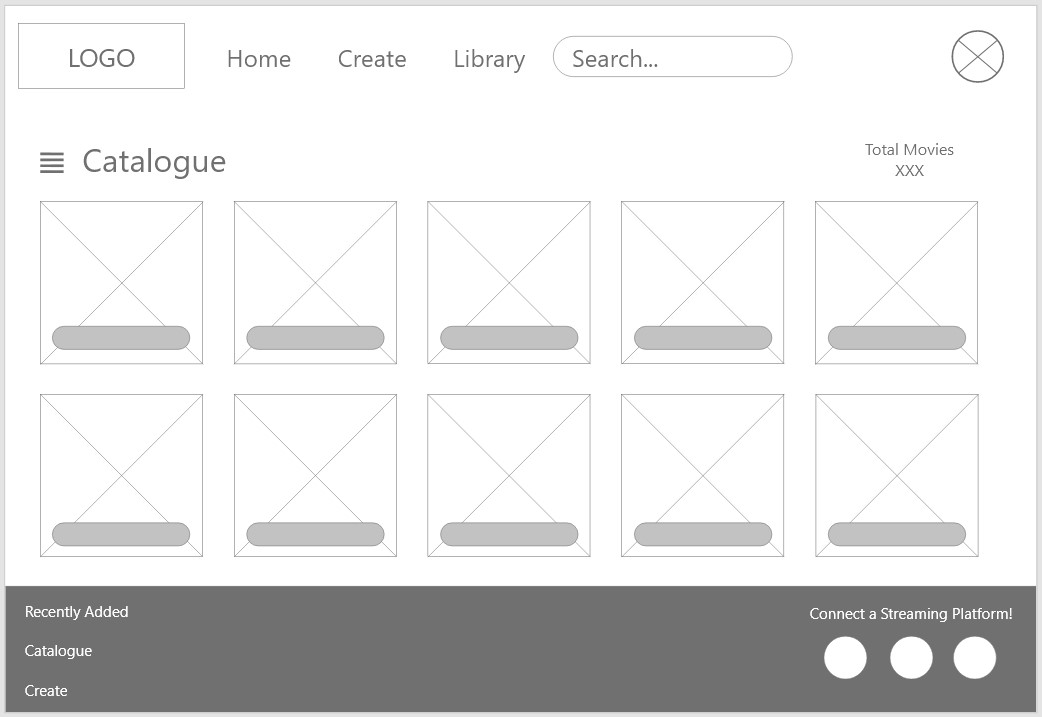 LOGO
Home
Create
Library
Search...
Catalogue
Total Movies
XXX
Recently Added
Catalogue
Create
Connect a Streaming Platform!